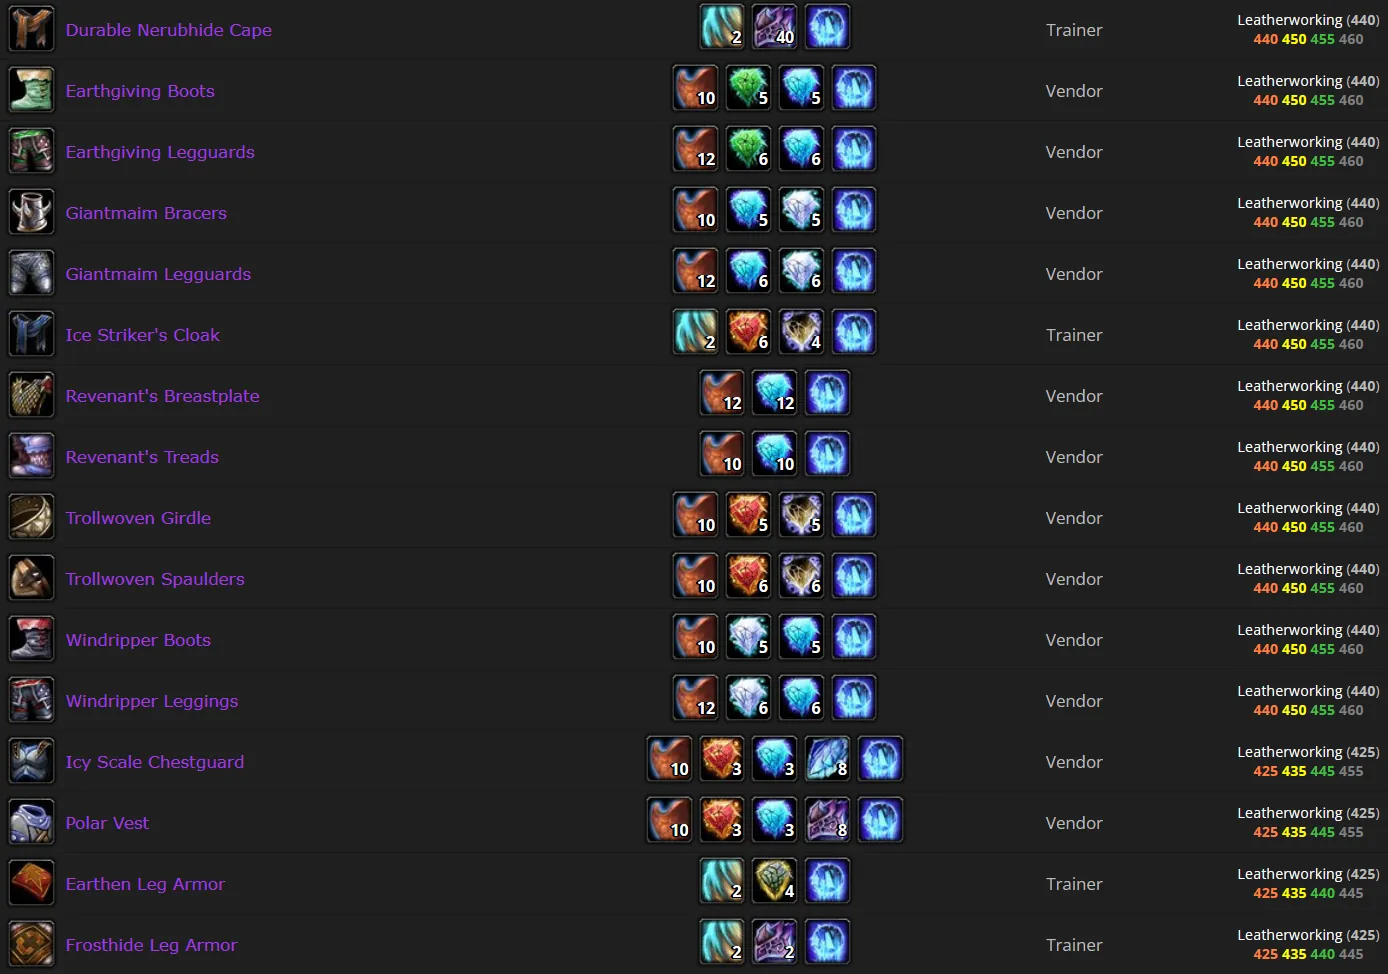 Durable Nerubhide Cape 2 40 Trainer Leatherworking (440)
440 450 455 460
Earthgiving Boots 10 5 5 Vendor Leatherworking (440)
440 450 455 460
Earthgiving Legguards 12 6 6 Vendor Leatherworking (440)
440 450 455 460
Giantmaim Bracers 10 5 5 Vendor Leatherworking (440)
440 450 455 460
Giantmaim Legguards 12 6 6 Vendor Leatherworking (440)
440 450 455 460
Ice Striker's Cloak 2 6 4 Trainer Leatherworking (440)
440 450 455 460
Revenant's Breastplate 12 12 Vendor Leatherworking (440)
440 450 455 460
Revenant's Treads 10 10 Vendor Leatherworking (440)
440 450 455 460
Trollwoven Girdle 10 5 5 Vendor Leatherworking (440)
440 450 455 460
Trollwoven Spaulders 10 6 6 Vendor Leatherworking (440)
440 450 455 460
Windripper Boots 10 5 5 Vendor Leatherworking (440)
440 450 455 460
Windripper Leggings 12 6 6 Vendor Leatherworking (440)
440 450 455 460
Icy Scale Chestguard 10 3 3 8 Vendor Leatherworking (425)
425 435 445 455
Polar Vest 10 3 3 8 Vendor Leatherworking (425)
425 435 445 455
Earthen Leg Armor 2 4 Trainer Leatherworking (425)
425 435 440 445
Frosthide Leg Armor 2 2 Trainer Leatherworking (425)
425 435 440 445